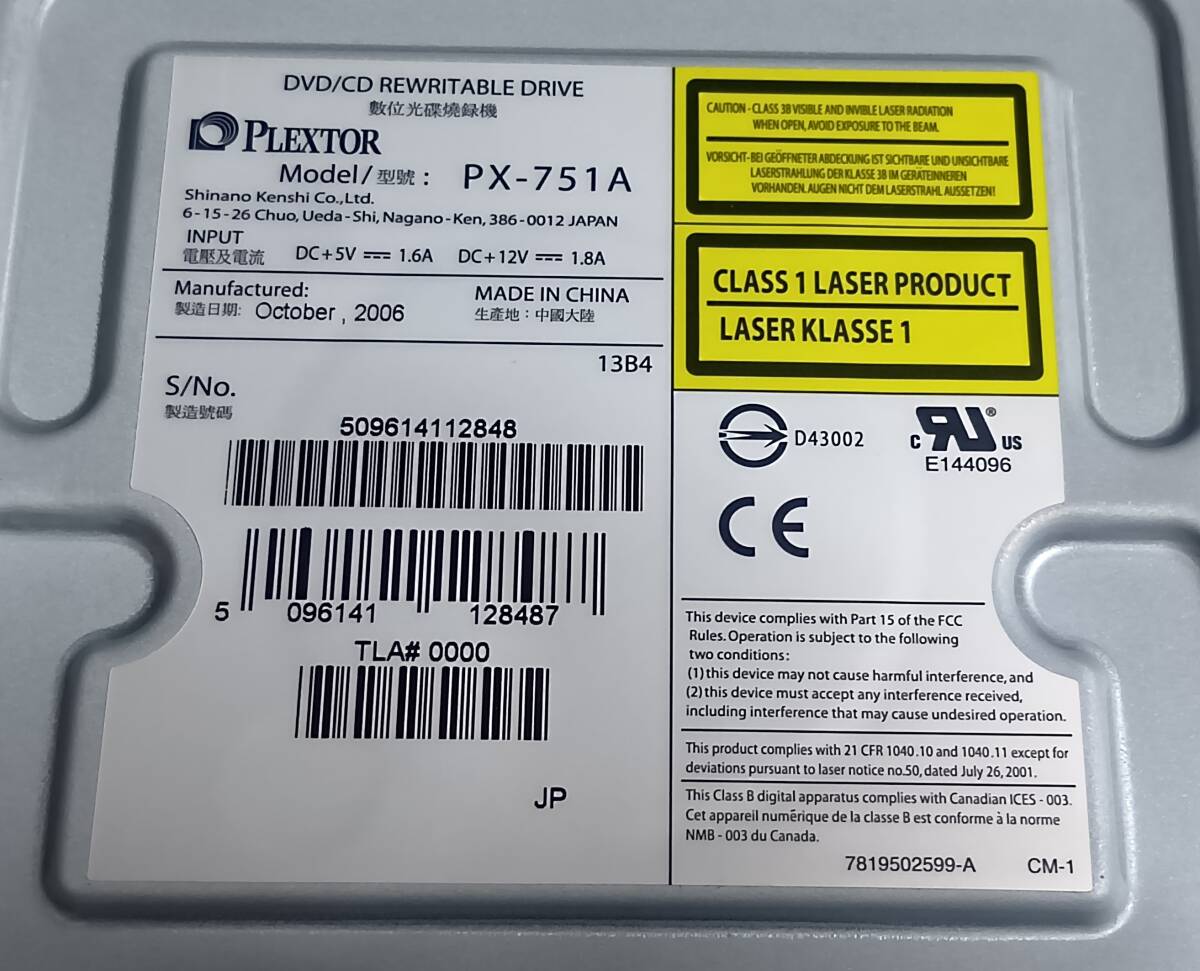 DVD/CD REWRITABLE DRIVE
數位光碟燒録機
PLEXTOR
Model/型號： PX-751A
Shinano Kenshi Co.,Ltd.
6-15-26 Chuo, Ueda-Shi, Nagano-Ken, 386-0012 JAPAN
INPUT
電壓及電流 DC+5V ⎓ 1.6A DC+12V ⎓ 1.8A
Manufactured: MADE IN CHINA
製造日期: October , 2006 生產地：中國大陸
13B4
S/No.
製造號碼
509614112848
5 096141 128487
TLA# 0000
JP
CAUTION - CLASS 3B VISIBLE AND INVIBLE LASER RADIATION
WHEN OPEN, AVOID EXPOSURE TO THE BEAM.
VORSICHT- BEI GEÖFFNETER ABDECKUNG IST SICHTBARE UND UNSICHTBARE
LASERSTRAHLUNG DER KLASSE 3B IM GERÄTEINNEREN
VORHANDEN. AUGEN NICHT DEM LASERSTRAHL AUSSETZEN!
CLASS 1 LASER PRODUCT
LASER KLASSE 1
D43002
c RU ® US
E144096
CE
This device complies with Part 15 of the FCC
Rules. Operation is subject to the following
two conditions:
(1) this device may not cause harmful interference, and
(2) this device must accept any interference received,
including interference that may cause undesired operation.
This product complies with 21 CFR 1040.10 and 1040.11 except for
deviations pursuant to laser notice no.50, dated July 26, 2001.
This Class B digital apparatus complies with Canadian ICES - 003.
Cet appareil numérique de la classe B est conforme à la norme
NMB - 003 du Canada.
7819502599-A CM-1